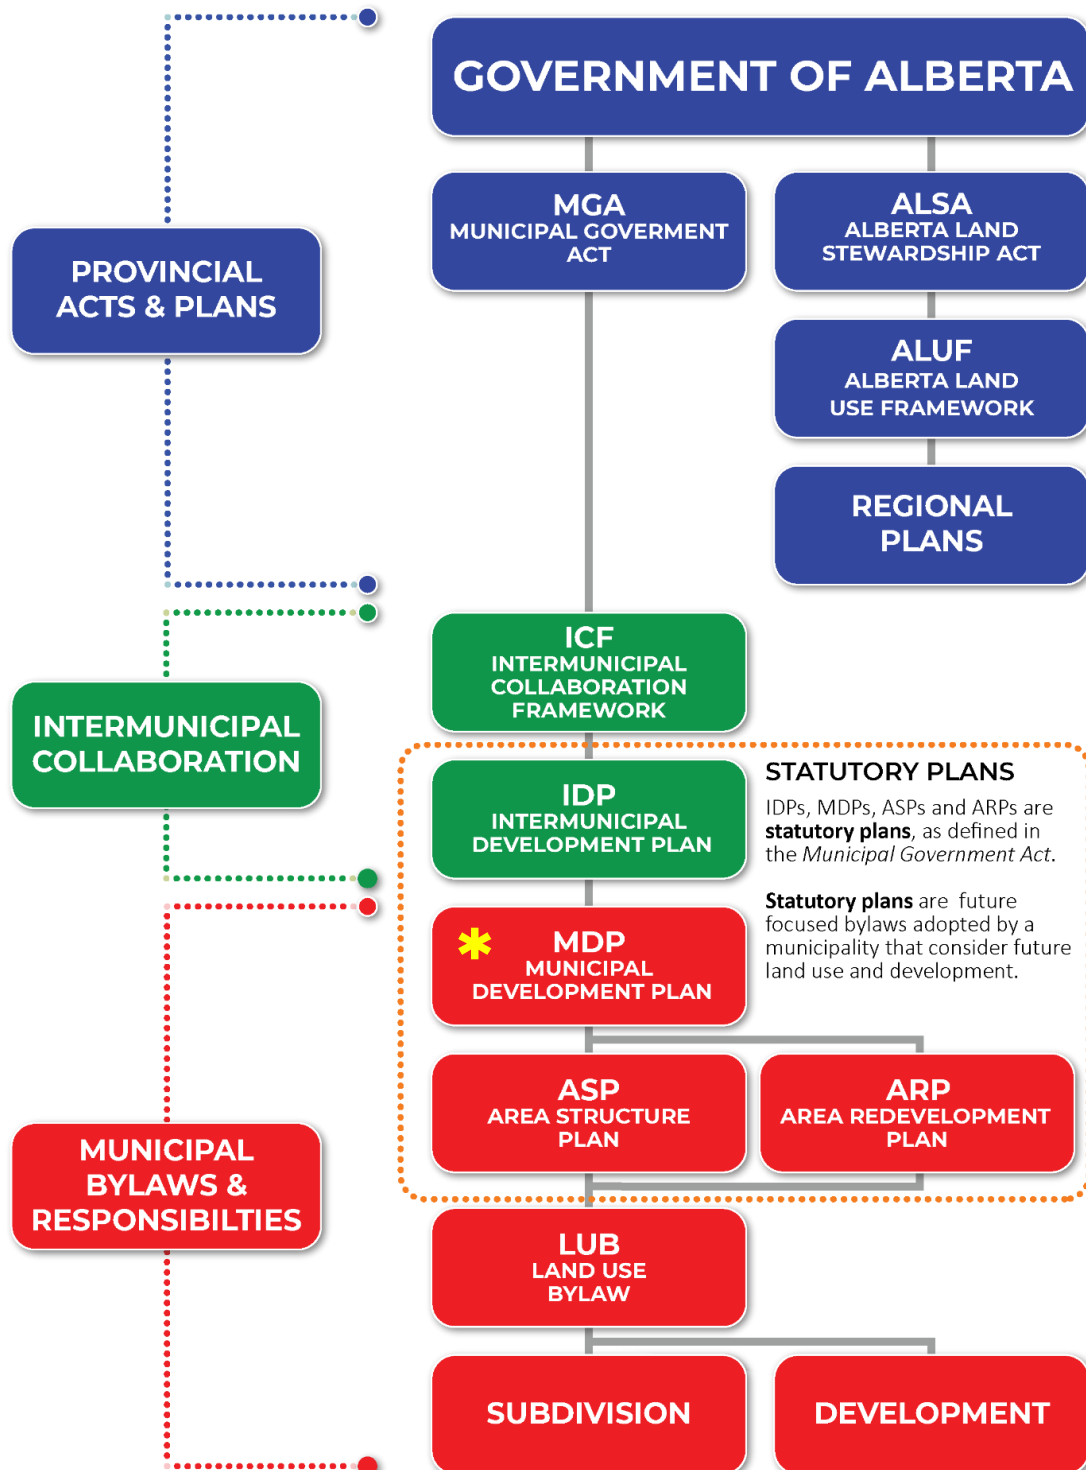 GOVERNMENT OF ALBERTA
MGA
MUNICIPAL GOVERMENT
ACT
ALSA
ALBERTA LAND
STEWARDSHIP ACT
PROVINCIAL
ACTS & PLANS
ALUF
ALBERTA LAND
USE FRAMEWORK
REGIONAL
PLANS
ICF
INTERMUNICIPAL
COLLABORATION
FRAMEWORK
INTERMUNICIPAL
COLLABORATION
IDP
INTERMUNICIPAL
DEVELOPMENT PLAN
STATUTORY PLANS
IDPs, MDPs, ASPs and ARPs are
statutory plans, as defined in
the Municipal Government Act.
Statutory plans are future
focused bylaws adopted by a
municipality that consider future
land use and development.
MDP
MUNICIPAL
DEVELOPMENT PLAN
ASP
AREA STRUCTURE
PLAN
ARP
AREA REDEVELOPMENT
PLAN
MUNICIPAL
BYLAWS &
RESPONSIBILTIES
LUB
LAND USE
BYLAW
SUBDIVISION
DEVELOPMENT